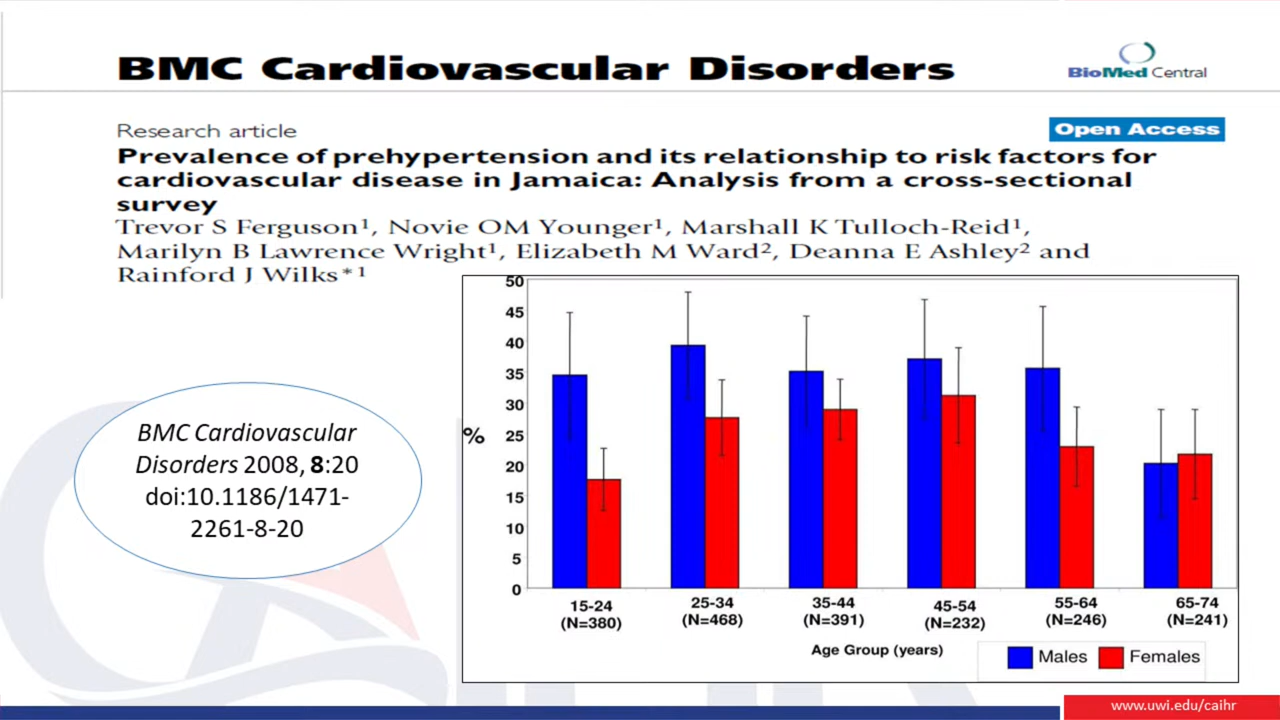 BMC Cardiovascular Disorders
BioMed Central
Research article
Open Access
Prevalence of prehypertension and its relationship to risk factors for
cardiovascular disease in Jamaica: Analysis from a cross-sectional
survey
Trevor S Ferguson¹, Novie OM Younger¹, Marshall K Tulloch-Reid¹,
Marilyn B Lawrence Wright¹, Elizabeth M Ward², Deanna E Ashley² and
Rainford J Wilks*¹
BMC Cardiovascular
Disorders 2008, 8:20
doi:10.1186/1471-
2261-8-20
50
45
40
35
30
%
25
20
15
10
5
0
15-24 25-34 35-44 45-54 55-64 65-74
(N=380) (N=468) (N=391) (N=232) (N=246) (N=241)
Age Group (years)
Males Females
www.uwi.edu/caihr